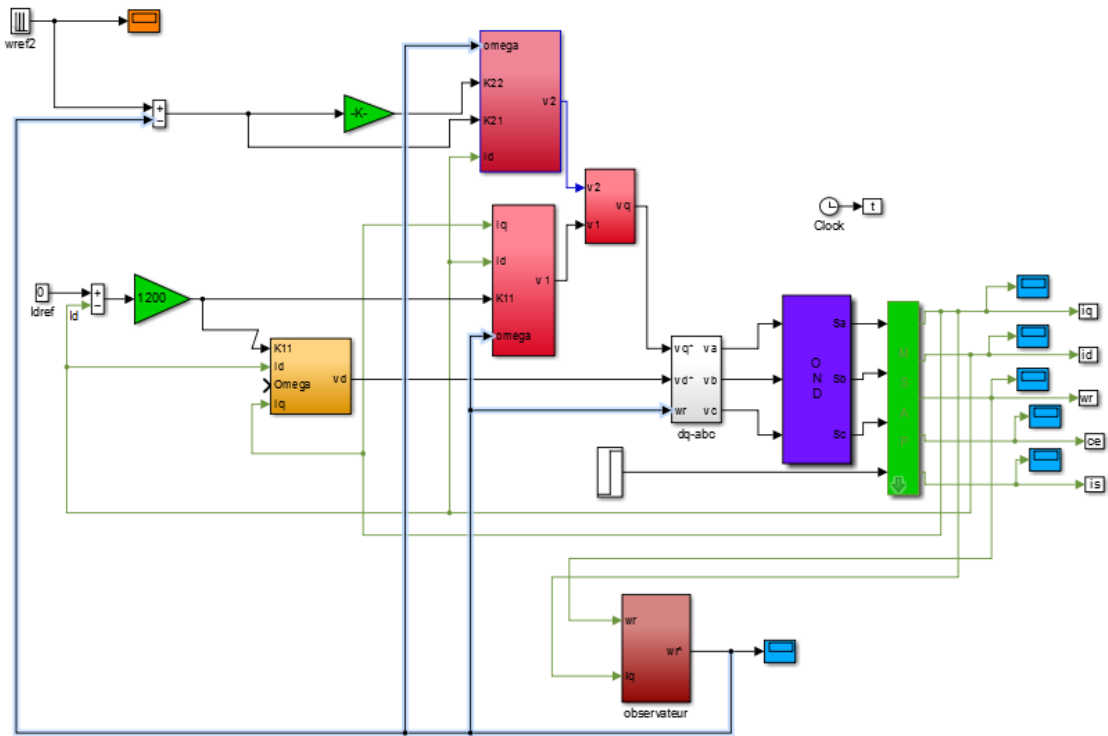 wref2
-K-
omega
K22
K21
Id
v2
v2
v1
vq
Iq
Id
K11
omega
v1
Clock
t
0
Idref
Id
1200
K11
Id
Omega
Iq
vd
vq*
vd*
wr
va
vb
vc
dq-abc
OND
Sa
Sb
Sc
MSAP
iq
id
wr
ce
is
wr
Iq
wr^
observateur